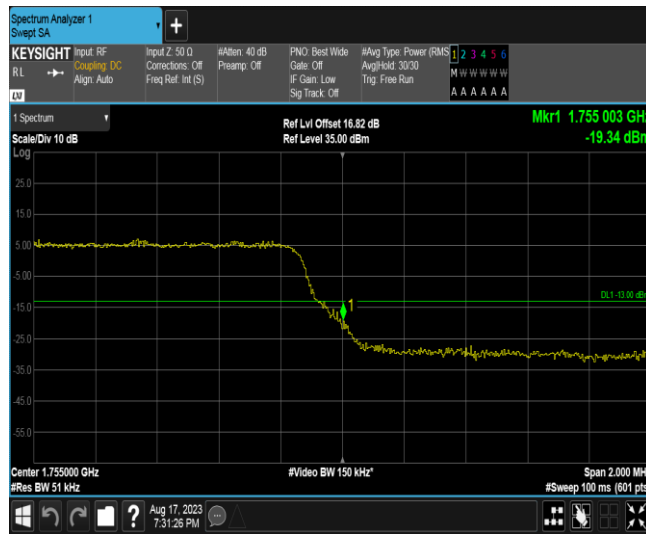 Spectrum Analyzer 1
Swept SA
+
KEYSIGHT Input: RF Input Z: 50 Ω #Atten: 40 dB PNO: Best Wide #Avg Type: Power (RMS 1 2 3 4 5 6
RL Coupling: DC Corrections: Off Preamp: Off Gate: Off Avg|Hold: 30/30 M W W W W W
Align: Auto Freq Ref: Int (S) IF Gain: Low Trig: Free Run
LXI Sig Track: Off A A A A A A
1 Spectrum Ref Lvl Offset 16.82 dB Mkr1 1.755 003 GH
Scale/Div 10 dB Ref Level 35.00 dBm -19.34 dBm
Log
25.0
15.0
5.00
-5.00
DL1 -13.00 dBm
1
-15.0
-25.0
-35.0
-45.0
-55.0
Center 1.755000 GHz #Video BW 150 kHz* Span 2.000 MH
#Res BW 51 kHz #Sweep 100 ms (601 pts
? Aug 17, 2023
7:31:26 PM